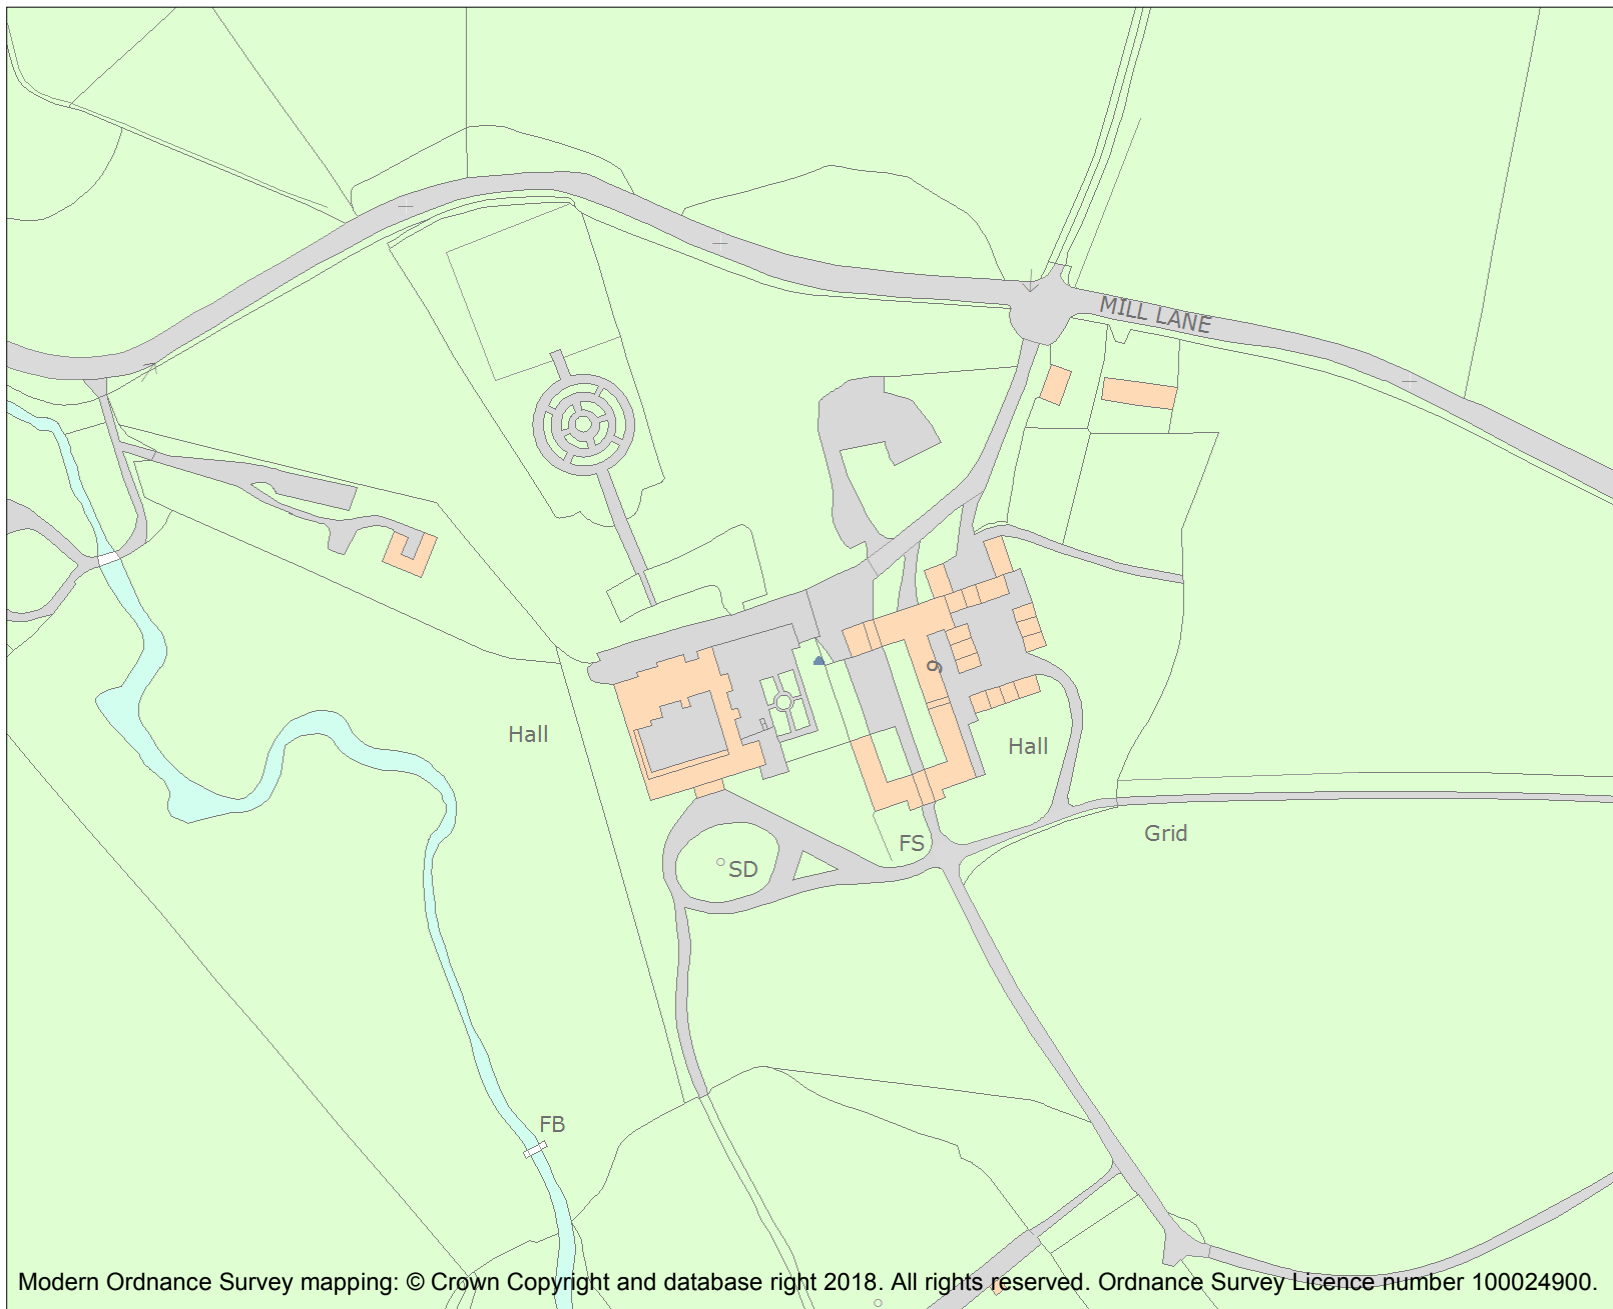 MILL LANE
9
Hall
Hall
Grid
FS
SD
FB
Modern Ordnance Survey mapping: © Crown Copyright and database right 2018. All rights reserved. Ordnance Survey Licence number 100024900.